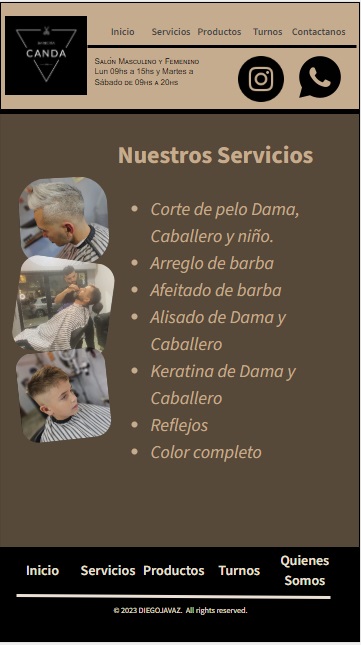 CANDA
Inicio Servicios Productos Turnos Contactanos
Salón Masculino y Femenino
Lun 09hs a 15hs y Martes a
Sábado de 09hs a 20hs
Nuestros Servicios
• Corte de pelo Dama,
Caballero y niño.
• Arreglo de barba
• Afeitado de barba
• Alisado de Dama y
Caballero
• Keratina de Dama y
Caballero
• Reflejos
• Color completo
Inicio Servicios Productos Turnos Quienes
Somos
© 2023 DIEGOJAVAZ. All rights reserved.